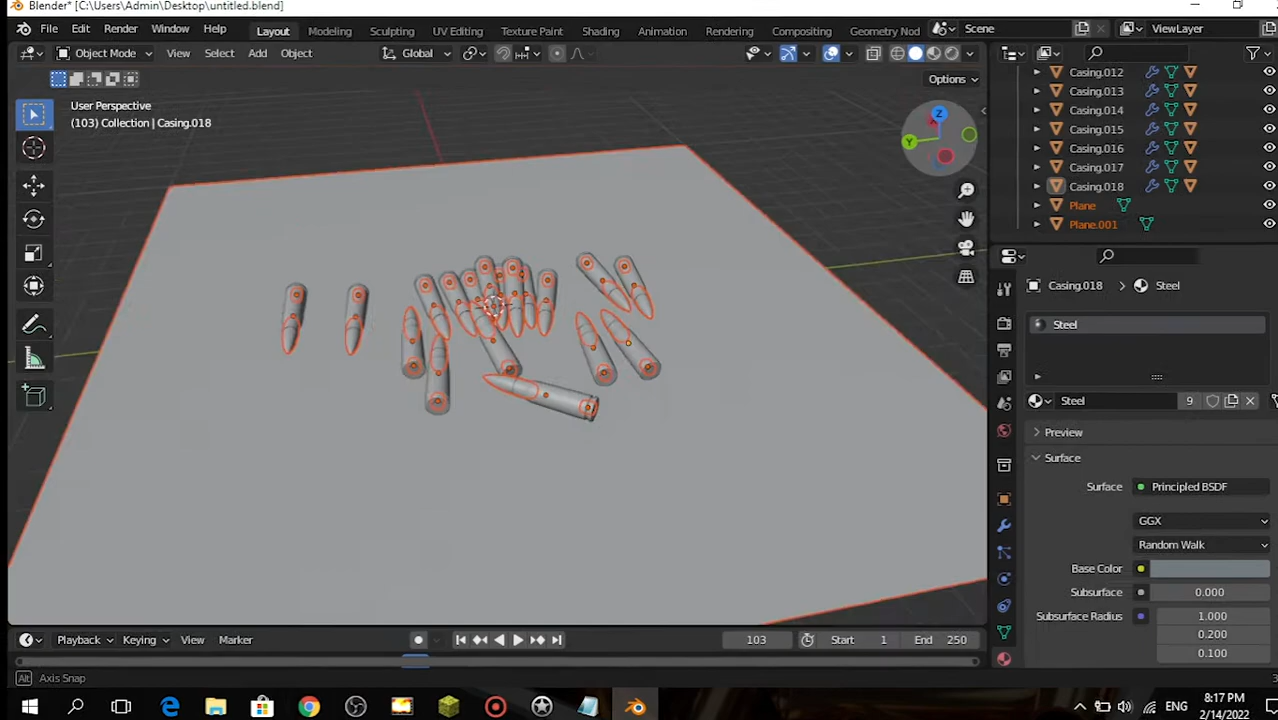 Blender* [C:\Users\Admin\Desktop\untitled.blend]
File Edit Render Window Help Layout Modeling Sculpting UV Editing Texture Paint Shading Animation Rendering Compositing Geometry Nod Scene ViewLayer
Object Mode View Select Add Object Global
Options
User Perspective
(103) Collection | Casing.018
Z
Y
Casing.012
Casing.013
Casing.014
Casing.015
Casing.016
Casing.017
Casing.018
Plane
Plane.001
Casing.018 Steel
Steel
Steel 9
Preview
Surface
Surface Principled BSDF
GGX
Random Walk
Base Color
Subsurface 0.000
Subsurface Radius 1.000
0.200
0.100
Playback Keying View Marker 103 Start 1 End 250
Alt Axis Snap
ENG
8:17 PM
2/14/2022